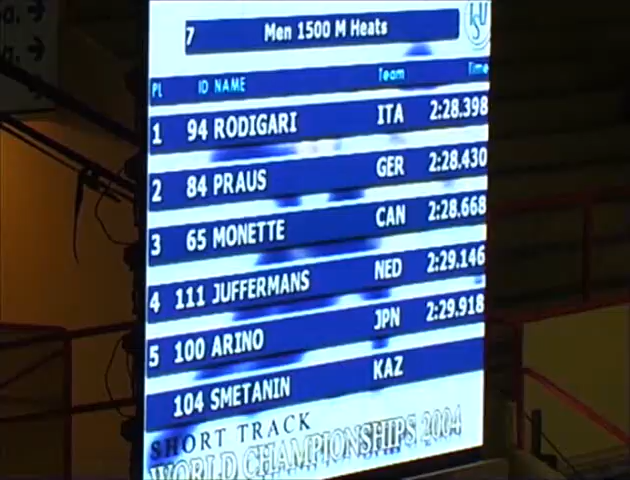 7 Men 1500 M Heats ISU
Pl ID NAME Team Time
1 94 RODIGARI ITA 2:28.398
2 84 PRAUS GER 2:28.430
3 65 MONETTE CAN 2:28.668
4 111 JUFFERMANS NED 2:29.146
5 100 ARINO JPN 2:29.918
104 SMETANIN KAZ
SHORT TRACK
WORLD CHAMPIONSHIPS 2004